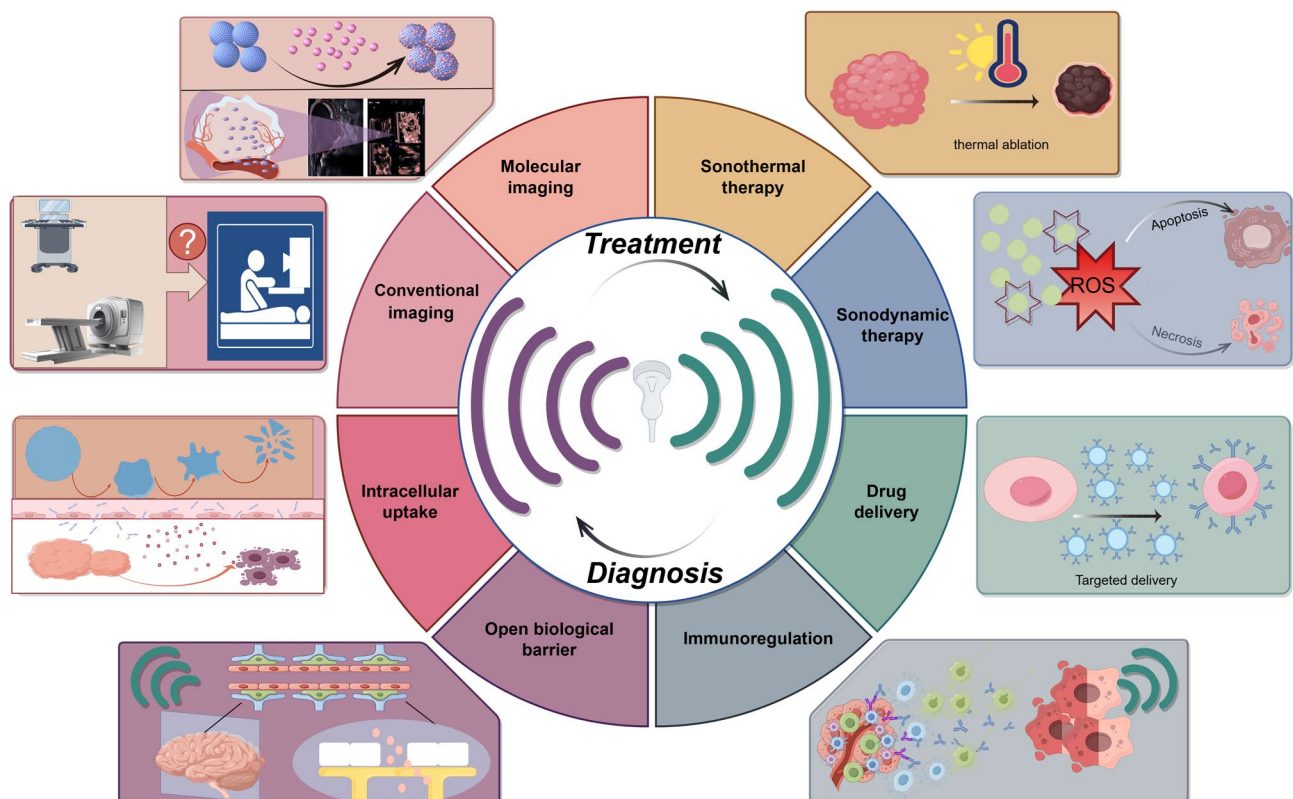 thermal ablation
Molecular
imaging
Sonothermal
therapy
Apoptosis
?
Treatment
ROS
Conventional
imaging
Sonodynamic
therapy
Necrosis
Intracellular
uptake
Drug
delivery
Diagnosis
Targeted delivery
Open biological
barrier
Immunoregulation